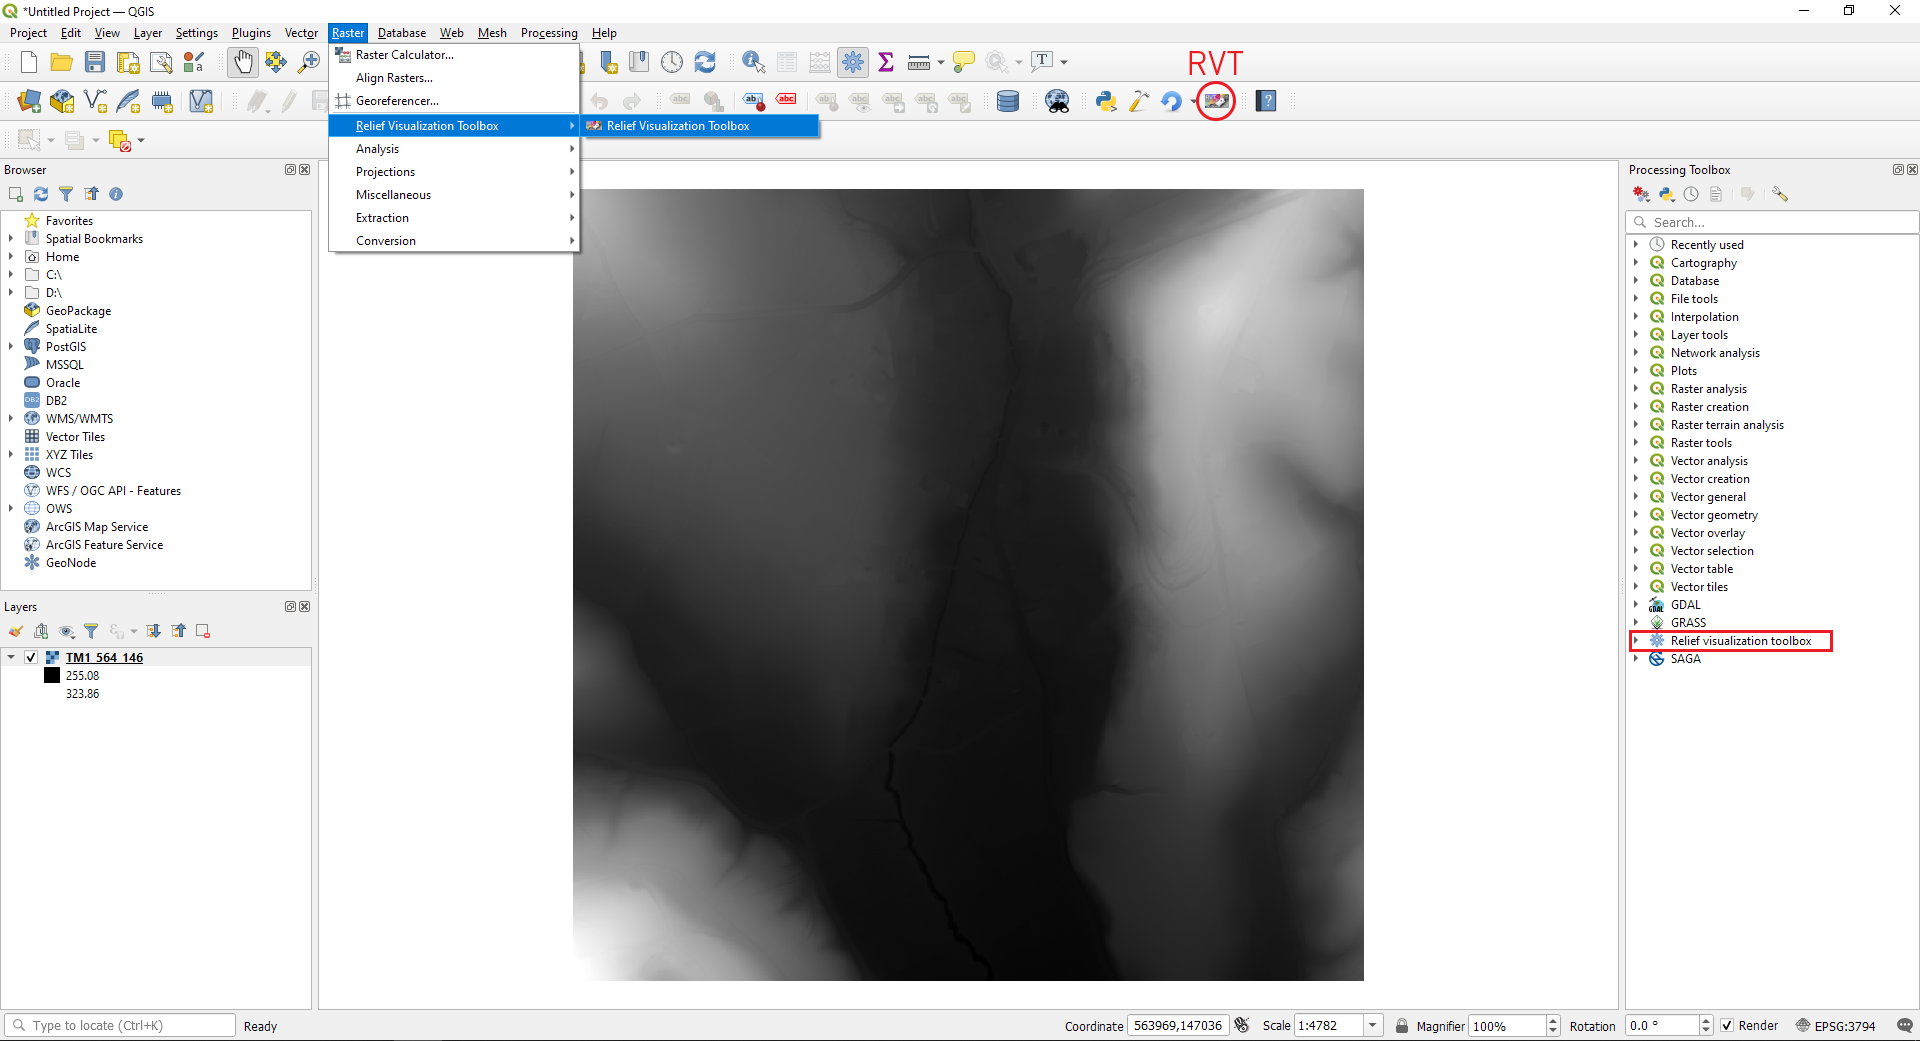 *Untitled Project — QGIS
Project Edit View Layer Settings Plugins Vector Raster Database Web Mesh Processing Help
Raster Calculator...
Align Rasters...
Georeferencer...
Relief Visualization Toolbox
Relief Visualization Toolbox
Analysis
Projections
Miscellaneous
Extraction
Conversion
RVT
Browser
Favorites
Spatial Bookmarks
Home
C:\
D:\
GeoPackage
SpatiaLite
PostGIS
MSSQL
Oracle
DB2
WMS/WMTS
Vector Tiles
XYZ Tiles
WCS
WFS / OGC API - Features
OWS
ArcGIS Map Service
ArcGIS Feature Service
GeoNode
Layers
TM1_564_146
255.08
323.86
Processing Toolbox
Search...
Recently used
Cartography
Database
File tools
Interpolation
Layer tools
Network analysis
Plots
Raster analysis
Raster creation
Raster terrain analysis
Raster tools
Vector analysis
Vector creation
Vector general
Vector geometry
Vector overlay
Vector selection
Vector table
Vector tiles
GDAL
GRASS
Relief visualization toolbox
SAGA
Type to locate (Ctrl+K) Ready Coordinate 563969,147036 Scale 1:4782 Magnifier 100% Rotation 0.0 ° Render EPSG:3794